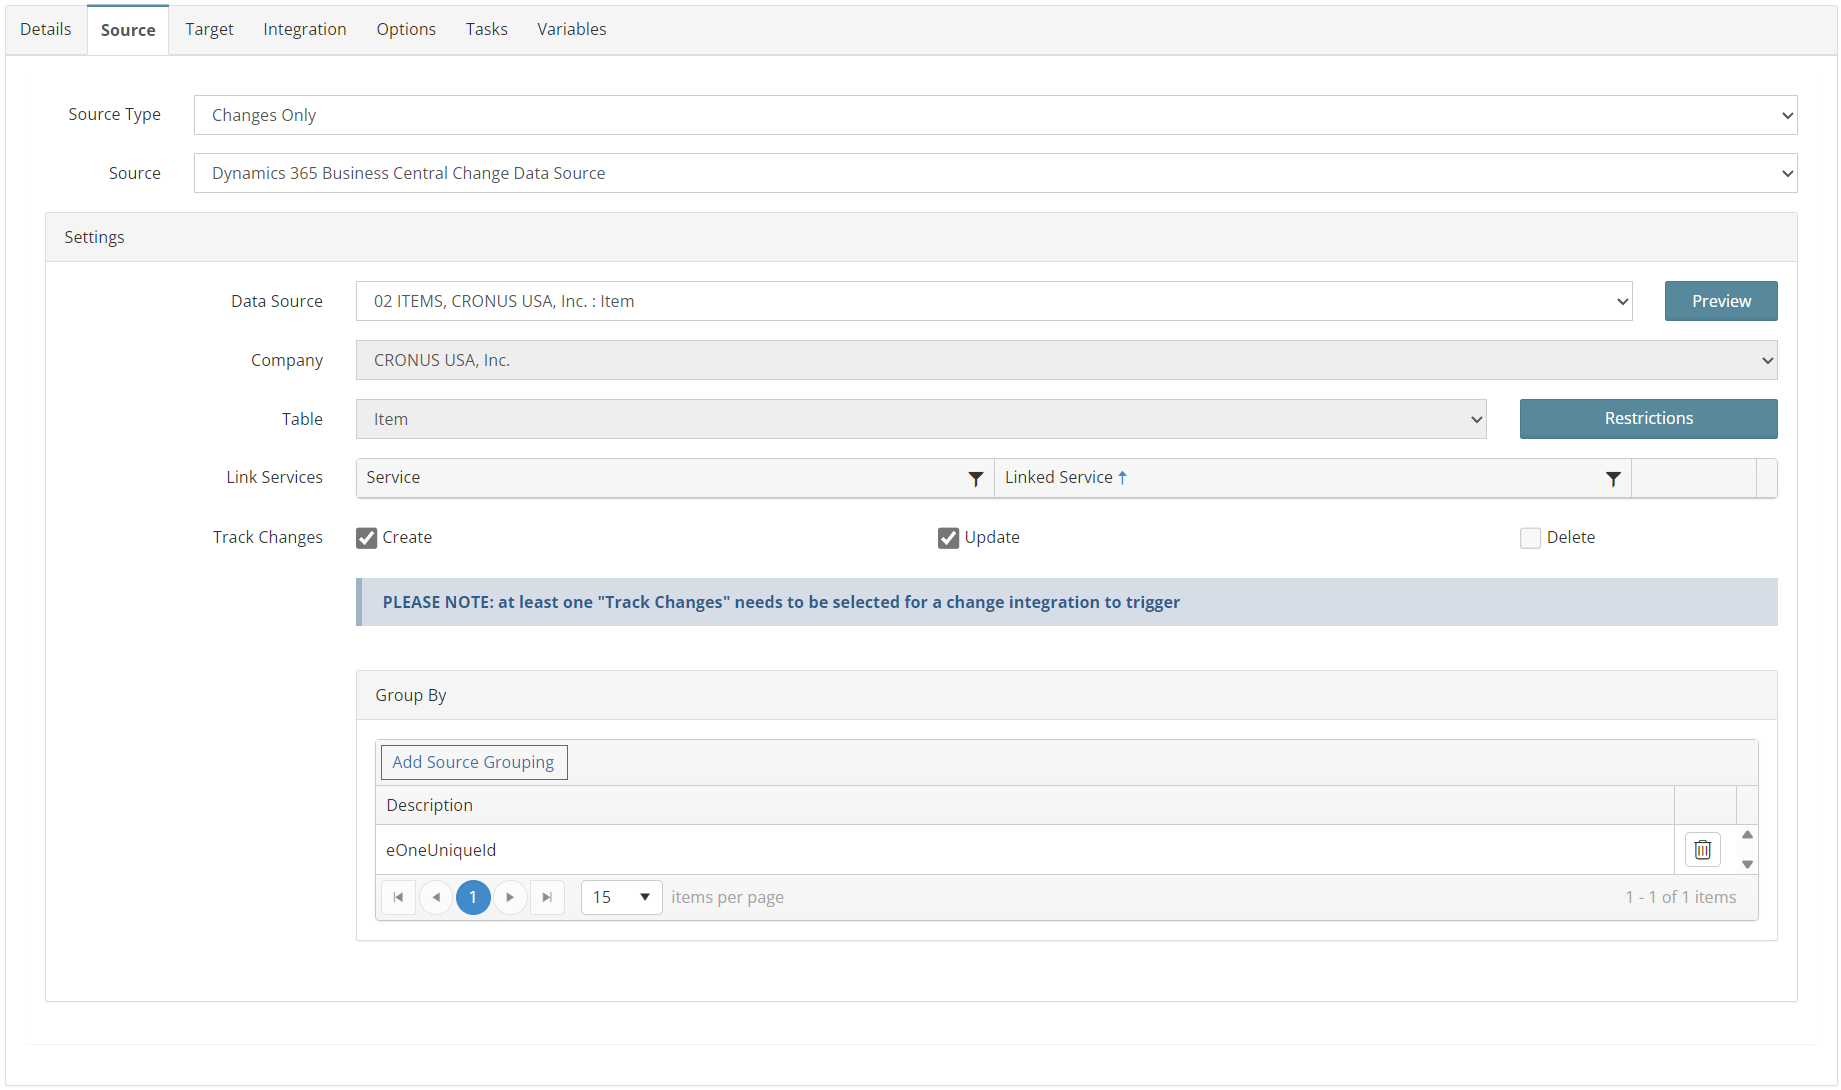 Details Source Target Integration Options Tasks Variables
Source Type Changes Only
Source Dynamics 365 Business Central Change Data Source
Settings
Data Source 02 ITEMS, CRONUS USA, Inc. : Item Preview
Company CRONUS USA, Inc.
Table Item Restrictions
Link Services Service Linked Service
Track Changes Create Update Delete
PLEASE NOTE: at least one "Track Changes" needs to be selected for a change integration to trigger
Group By
Add Source Grouping
Description
eOneUniqueId
1 15 items per page 1 - 1 of 1 items